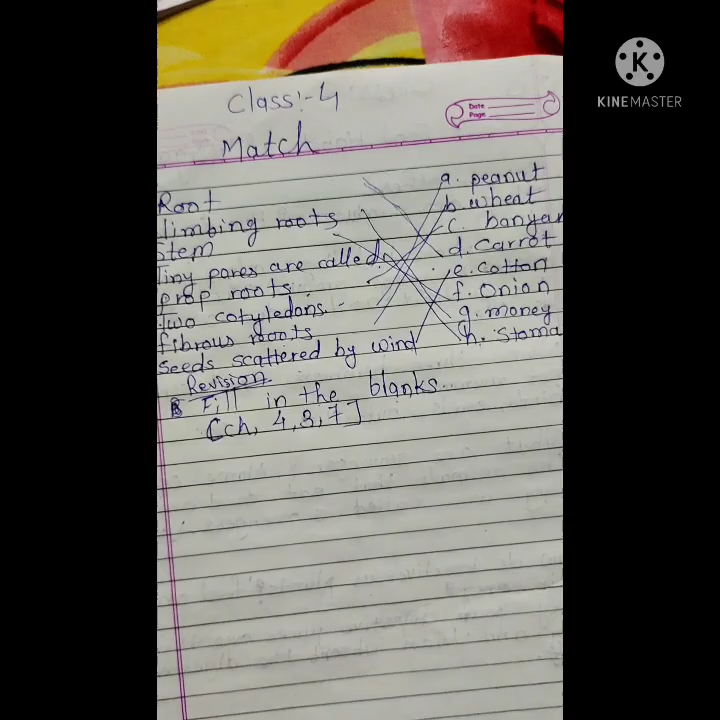 KINEMASTER
Class:- 4
Date
Page
Match
Root
limbing roots
stem
Tiny pores are called
prop roots.
Two cotyledons.-
fibrous roots
seeds scattered by wind
a. peanut
b. wheat
c. banyan
d. Carrot
e. cotton
f. Onion
g. money
h. Stoma
Revision
Fill in the blanks.
[ch, 4,3,7]